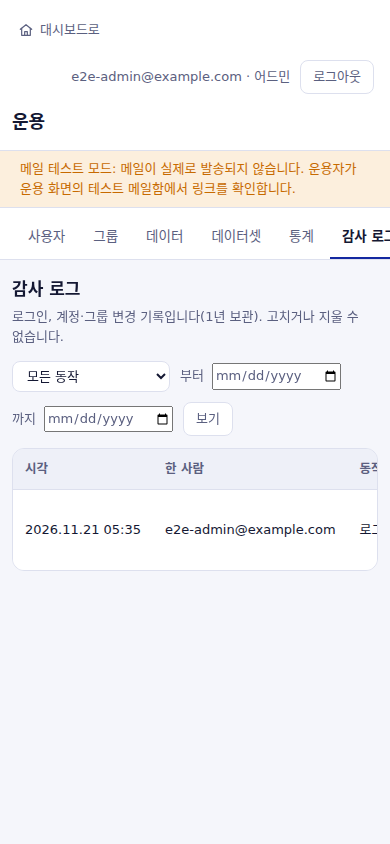 대시보드로
e2e-admin@example.com · 어드민
로그아웃
운용
메일 테스트 모드: 메일이 실제로 발송되지 않습니다. 운용자가
운용 화면의 테스트 메일함에서 링크를 확인합니다.
사용자
그룹
데이터
데이터셋
통계
감사 로그
감사 로그
로그인, 계정·그룹 변경 기록입니다(1년 보관). 고치거나 지울 수
없습니다.
모든 동작
부터
mm/dd/yyyy
까지
mm/dd/yyyy
보기
시각
한 사람
동작
2026.11.21 05:35
e2e-admin@example.com
로그